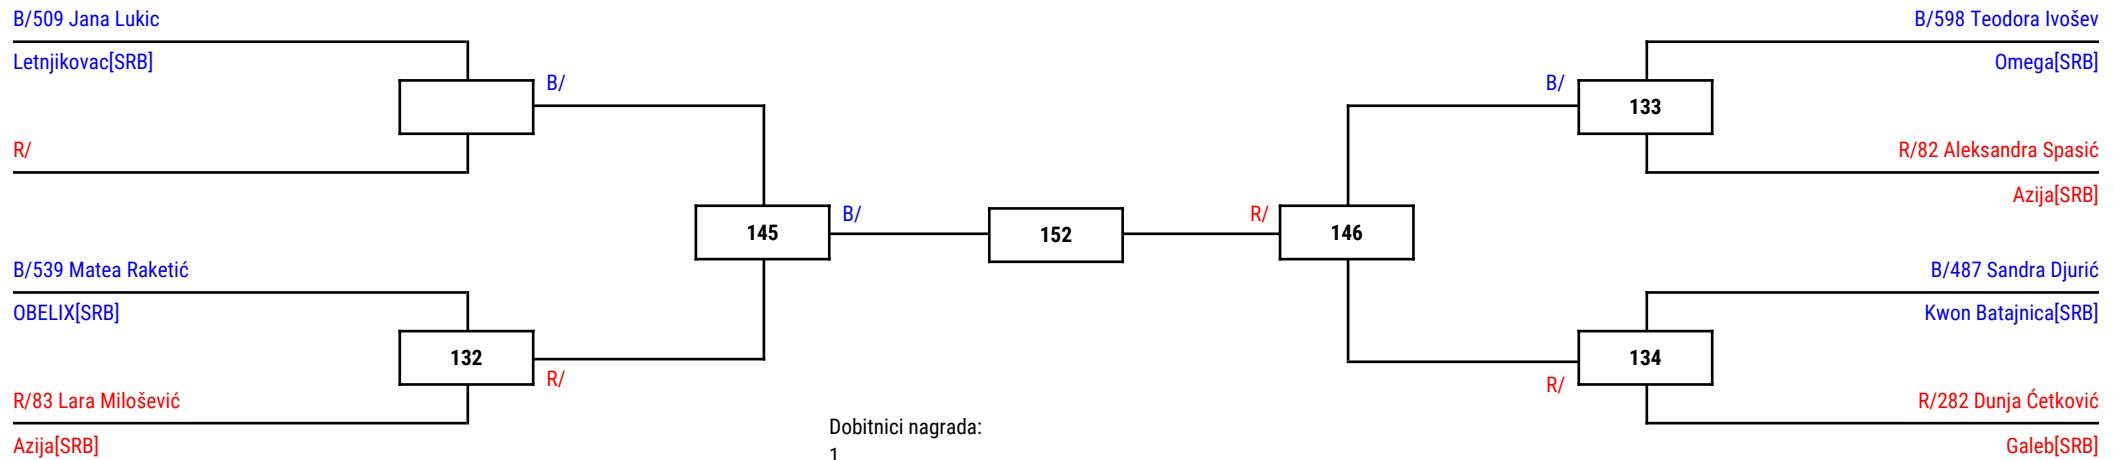 B/509 Jana Lukic
Letnjikovac[SRB]
B/
R/
B/539 Matea Raketić
OBELIX[SRB]
132
R/
R/83 Lara Milošević
Azija[SRB]
145
B/
152
R/
146
B/598 Teodora Ivošev
Omega[SRB]
B/
133
R/82 Aleksandra Spasić
Azija[SRB]
B/487 Sandra Djurić
Kwon Batajnica[SRB]
134
R/
R/282 Dunja Ćetković
Galeb[SRB]
Dobitnici nagrada:
1